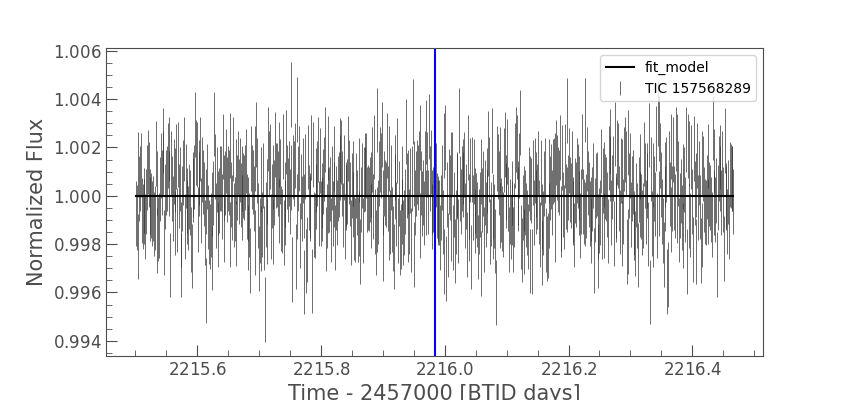 1.006
1.004
1.002
1.000
0.998
0.996
0.994
Normalized Flux
fit_model
TIC 157568289
2215.6 2215.8 2216.0 2216.2 2216.4
Time - 2457000 [BTJD days]